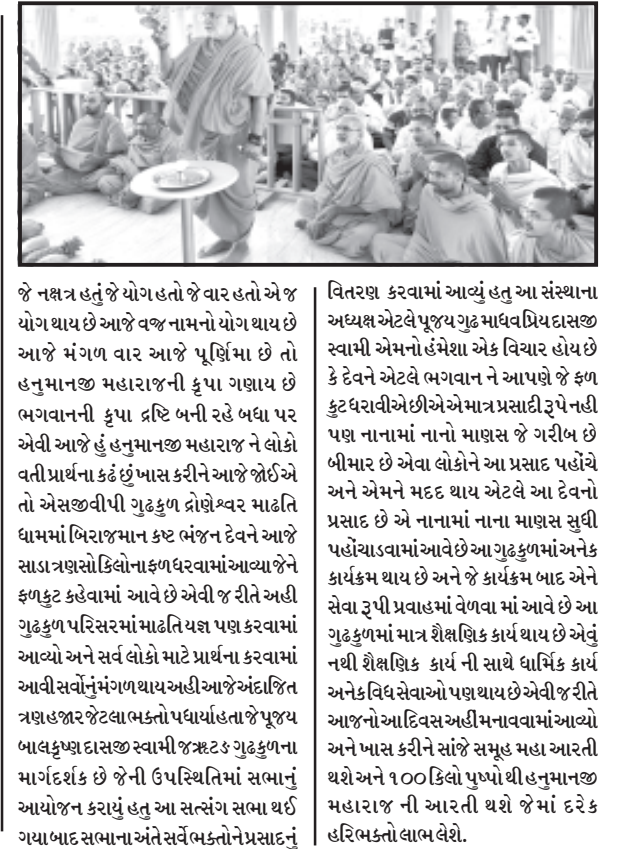 જે નક્ષત્ર હતું જે યોગ હતો જે વાર હતો એ જ
યોગ થાય છે આજે વજ્ર નામનો યોગ થાય છે
આજે મંગળ વાર આજે પૂર્ણિમા છે તો
હનુમાનજી મહારાજની કૃપા ગણાય છે
ભગવાનની કૃપા દ્રષ્ટિ બની રહે બધા પર
એવી આજે હું હનુમાનજી મહારાજ ને લોકો
વતી પ્રાર્થના કઢં છું ખાસ કરીને આજે જોઈએ
તો એસજીવીપી ગુઢકુળ દ્રોણેશ્વર માઢતિ
ધામમાં બિરાજમાન કષ્ટ ભંજન દેવને આજે
સાડા ત્રણસો કિલોના ફળ ધરવામાં આવ્યા જેને
ફળકુટ કહેવામાં આવે છે એવી જ રીતે અહી
ગુઢકુળ પરિસરમાં માઢતિ યજ્ઞ પણ કરવામાં
આવ્યો અને સર્વ લોકો માટે પ્રાર્થના કરવામાં
આવી સર્વોનું મંગળ થાય અહી આજે અંદાજિત
ત્રણ હજાર જેટલા ભક્તો પધાર્યા હતા જે પૂજય
બાલકૃષ્ણ દાસજી સ્વામી જઋટઙ ગુઢકુળના
માર્ગદર્શક છે જેની ઉપસ્થિતિમાં સભાનું
આયોજન કરાયું હતુ આ સત્સંગ સભા થઈ
ગયા બાદ સભાના અંતે સર્વે ભક્તોને પ્રસાદનું
વિતરણ કરવામાં આવ્યું હતુ આ સંસ્થાના
અધ્યક્ષ એટલે પૂજય ગુઢ માધવપ્રિય દાસજી
સ્વામી એમનો હંમેશા એક વિચાર હોય છે
કે દેવને એટલે ભગવાન ને આપણે જે ફળ
ફુટ ધરાવીએ છીએ એ માત્ર પ્રસાદી રૂપે નહી
પણ નાનામાં નાનો માણસ જે ગરીબ છે
બીમાર છે એવા લોકોને આ પ્રસાદ પહોંચે
અને એમને મદદ થાય એટલે આ દેવનો
પ્રસાદ છે એ નાનામાં નાના માણસ સુધી
પહોંચાડવામાં આવે છે આ ગુઢકુળમાં અનેક
કાર્યક્રમ થાય છે અને જે કાર્યક્રમ બાદ એને
સેવા રૂપી પ્રવાહમાં વેળવા માં આવે છે આ
ગુઢકુળમાં માત્ર શૈક્ષણિક કાર્ય થાય છે એવું
નથી શૈક્ષણિક કાર્ય ની સાથે ધાર્મિક કાર્ય
અનેકવિધ સેવાઓ પણ થાય છે એવી જ રીતે
આજનો આ દિવસ અહીં મનાવવામાં આવ્યો
અને ખાસ કરીને સાંજે સમૂહ મહા આરતી
થશે અને ૧૦૦ કિલો પુષ્પો થી હનુમાનજી
મહારાજ ની આરતી થશે જેમાં દરેક
હરિભક્તો લાભ લેશે.